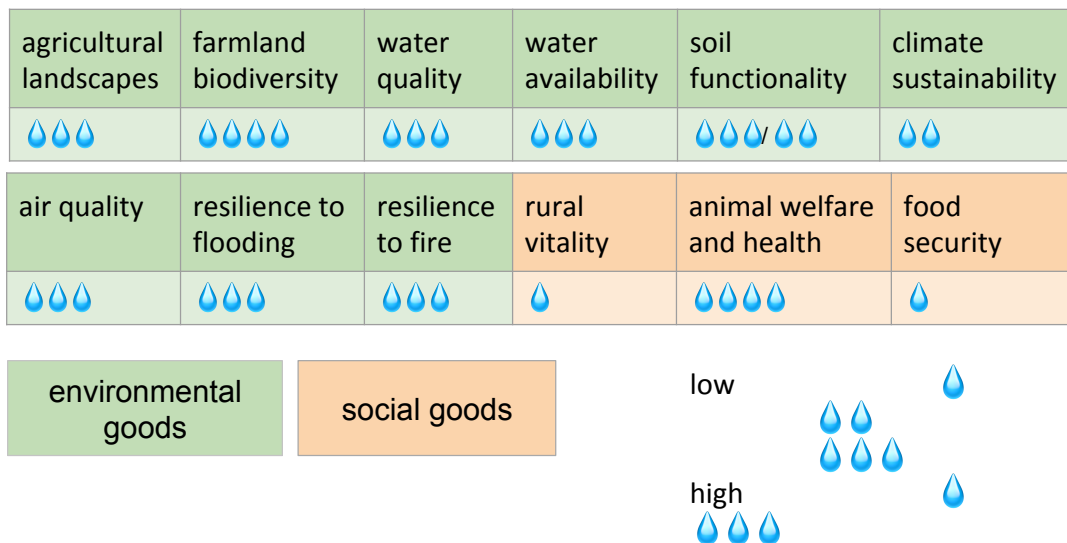 agricultural landscapes
farmland biodiversity
water quality
water availability
soil functionality
climate sustainability
/
air quality
resilience to flooding
resilience to fire
rural vitality
animal welfare and health
food security
environmental goods
social goods
low
high